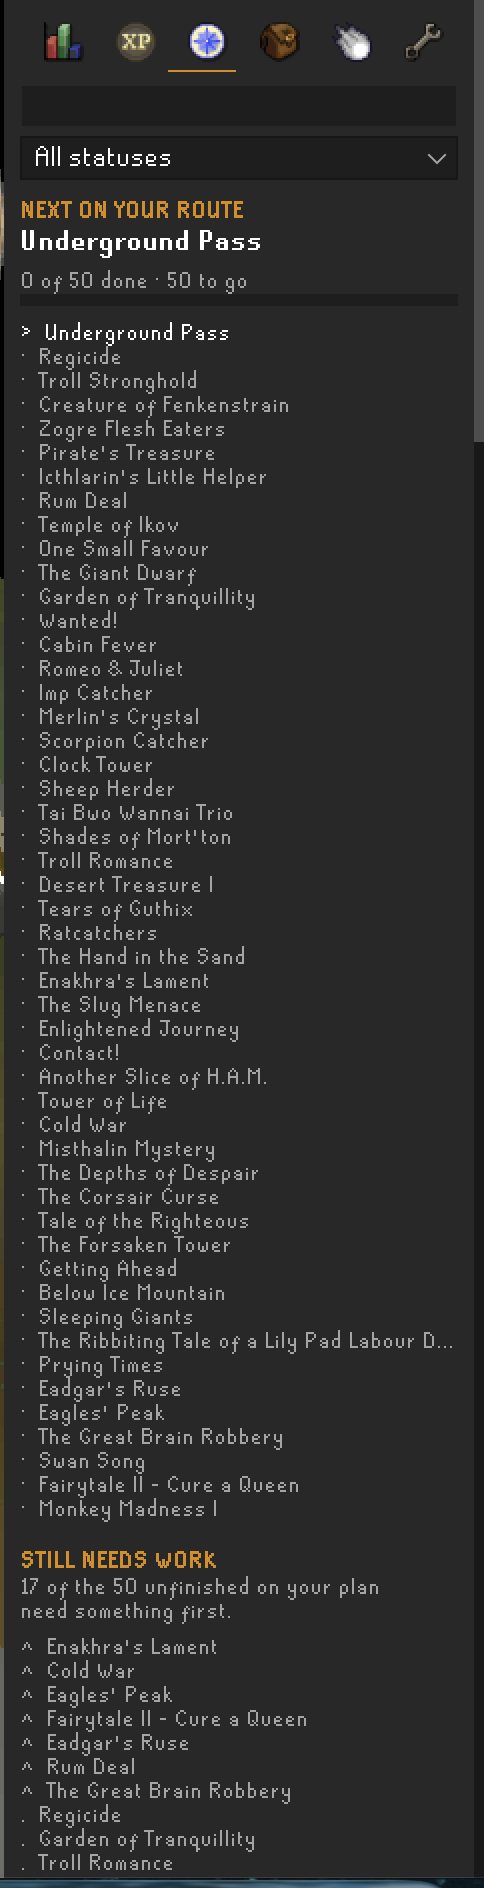 XP
All statuses
NEXT ON YOUR ROUTE
Underground Pass
0 of 50 done · 50 to go
> Underground Pass
· Regicide
· Troll Stronghold
· Creature of Fenkenstrain
· Zogre Flesh Eaters
· Pirate's Treasure
· Icthlarin's Little Helper
· Rum Deal
· Temple of Ikov
· One Small Favour
· The Giant Dwarf
· Garden of Tranquillity
· Wanted!
· Cabin Fever
· Romeo & Juliet
· Imp Catcher
· Merlin's Crystal
· Scorpion Catcher
· Clock Tower
· Sheep Herder
· Tai Bwo Wannai Trio
· Shades of Mort'ton
· Troll Romance
· Desert Treasure I
· Tears of Guthix
· Ratcatchers
· The Hand in the Sand
· Enakhra's Lament
· The Slug Menace
· Enlightened Journey
· Contact!
· Another Slice of H.A.M.
· Tower of Life
· Cold War
· Misthalin Mystery
· The Depths of Despair
· The Corsair Curse
· Tale of the Righteous
· The Forsaken Tower
· Getting Ahead
· Below Ice Mountain
· Sleeping Giants
· The Ribbiting Tale of a Lily Pad Labour D...
· Prying Times
· Eadgar's Ruse
· Eagles' Peak
· The Great Brain Robbery
· Swan Song
· Fairytale II - Cure a Queen
· Monkey Madness I
STILL NEEDS WORK
17 of the 50 unfinished on your plan
need something first.
^ Enakhra's Lament
^ Cold War
^ Eagles' Peak
^ Fairytale II - Cure a Queen
^ Eadgar's Ruse
^ Rum Deal
^ The Great Brain Robbery
. Regicide
. Garden of Tranquillity
. Troll Romance